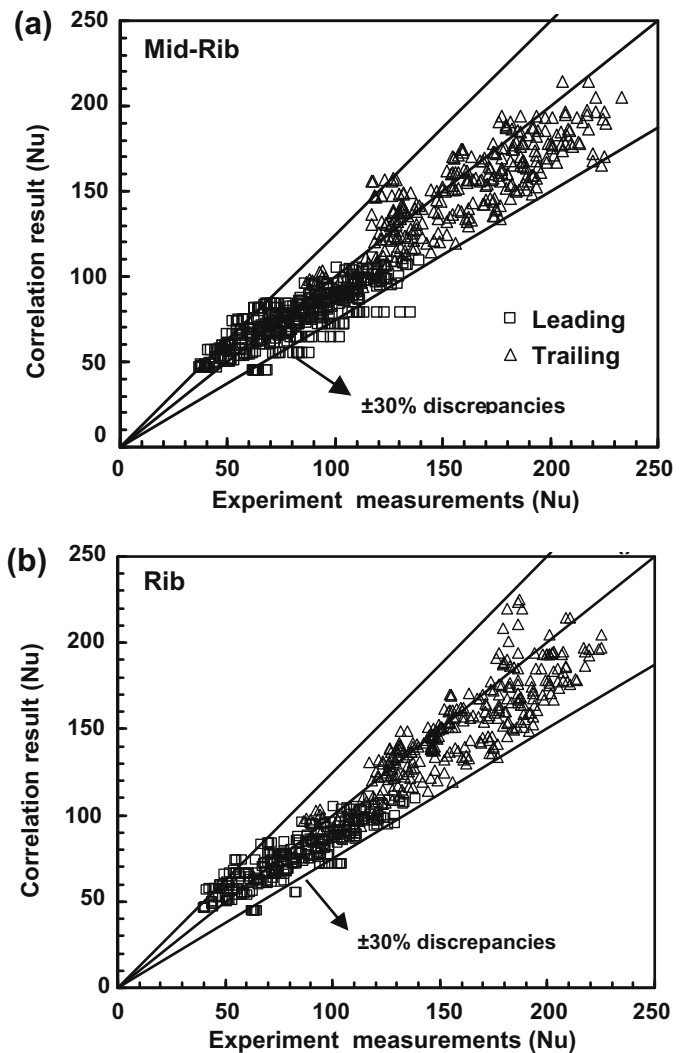 (a)
Mid-Rib
250
200
150
100
50
0
Correlation result (Nu)
Leading
Trailing
±30% discrepancies
0 50 100 150 200 250
Experiment measurements (Nu)
(b)
Rib
250
200
150
100
50
0
Correlation result (Nu)
±30% discrepancies
0 50 100 150 200 250
Experiment measurements (Nu)